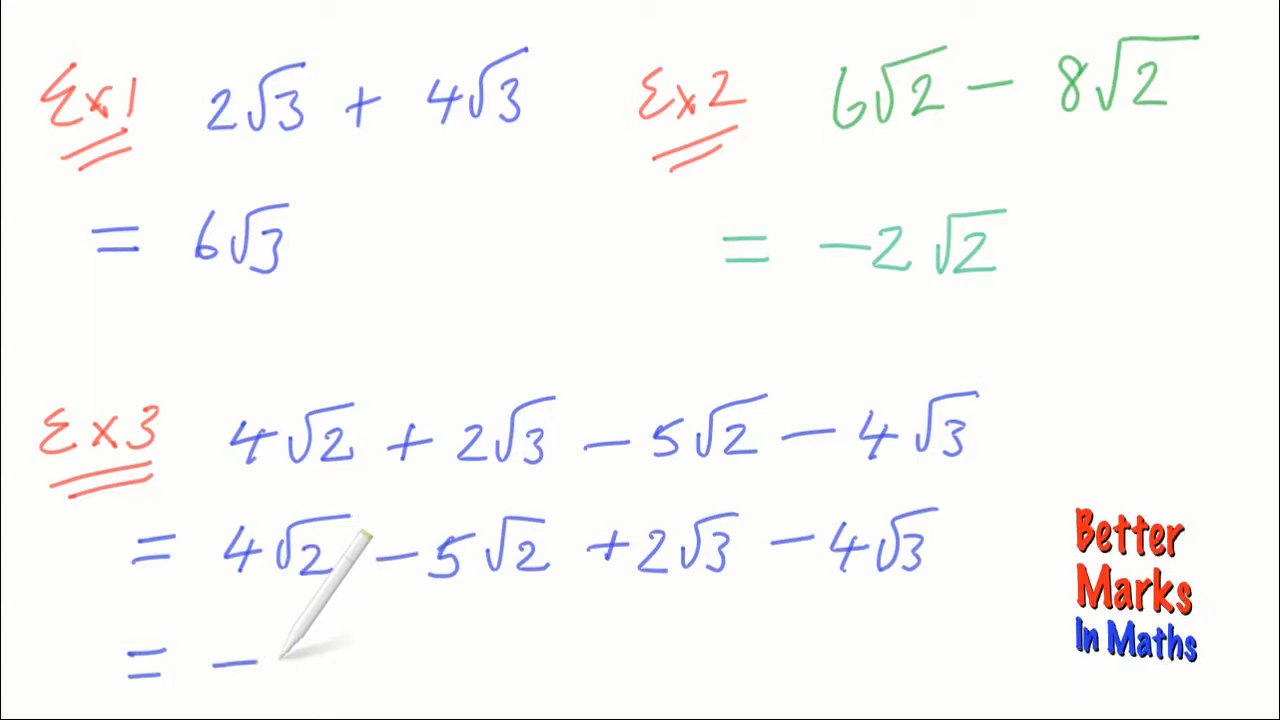 Ex1 2√3 + 4√3
= 6√3
Ex2 6√2 - 8√2
= -2√2
Ex3 4√2 + 2√3 - 5√2 - 4√3
= 4√2 - 5√2 + 2√3 - 4√3
= -
Better
Marks
In Maths